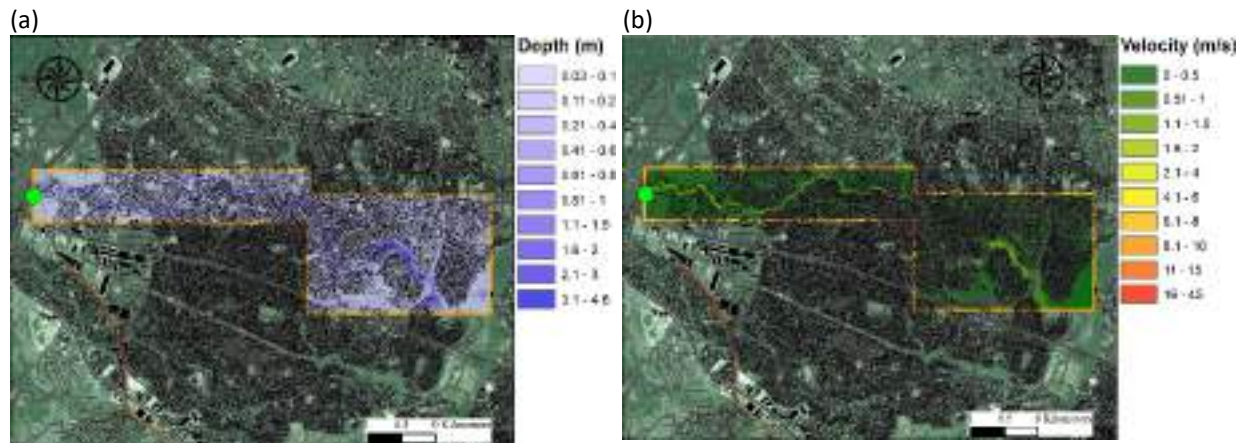 (a)
(b)
Depth (m)
0.03 - 0.1
0.11 - 0.2
0.21 - 0.4
0.41 - 0.6
0.61 - 0.8
0.81 - 1
1.1 - 1.5
1.6 - 2
2.1 - 3
3.1 - 4.6
Velocity (m/s)
0 - 0.5
0.51 - 1
1.1 - 1.5
1.6 - 2
2.1 - 4
4.1 - 6
6.1 - 8
8.1 - 10
11 - 15
16 - 45